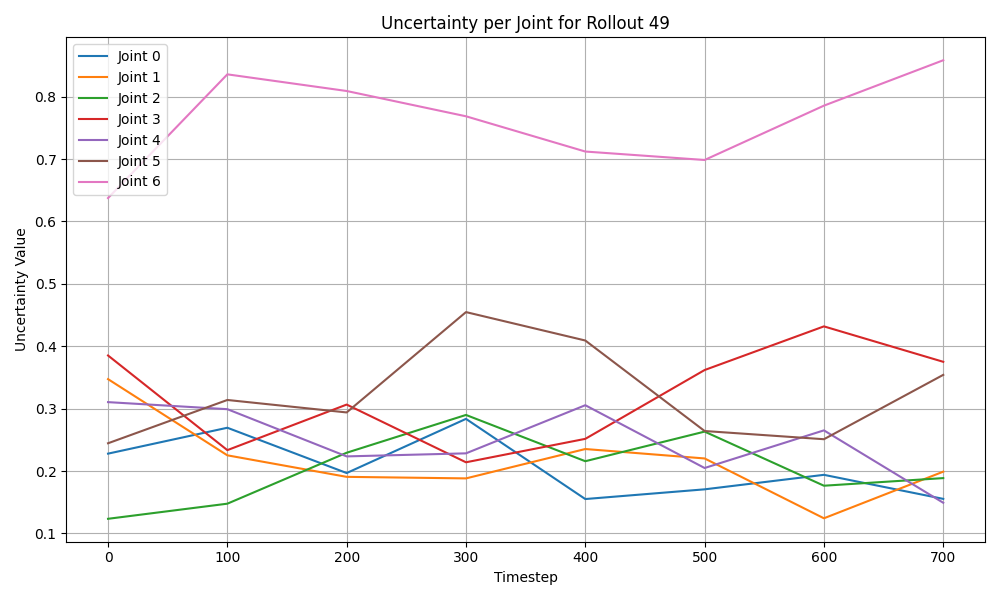 Uncertainty per Joint for Rollout 49
Joint 0
Joint 1
Joint 2
Joint 3
Joint 4
Joint 5
Joint 6
Uncertainty Value
0.8
0.7
0.6
0.5
0.4
0.3
0.2
0.1
0 100 200 300 400 500 600 700
Timestep